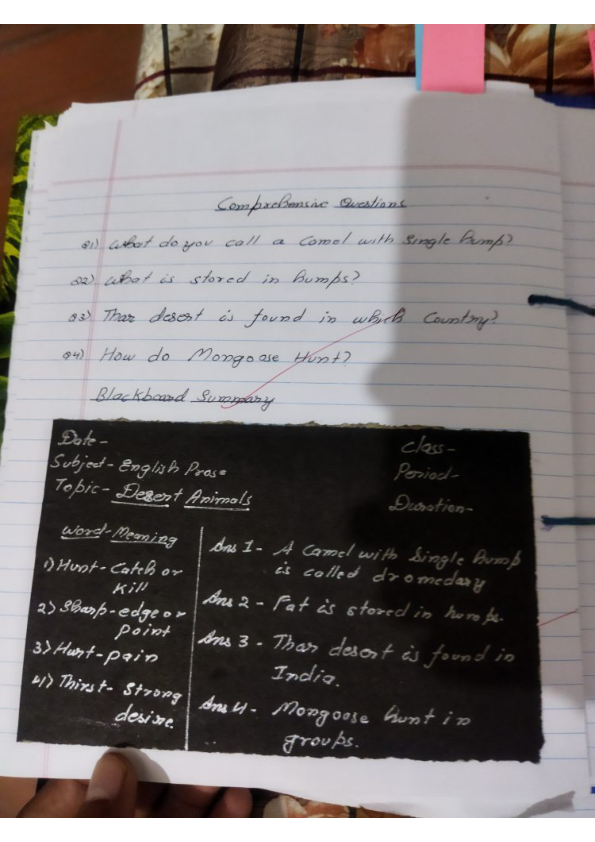 Comprehensive Questions
Q1) What do you call a Camel with Single hump?
Q2) What is stored in humps?
Q3) Thar desert is found in which Country?
Q4) How do Mongoose Hunt?
Blackboard Summary
Date-
Class-
Subject- English Prose
Period-
Topic- Desert Animals
Duration-
Word-Meaning
1) Hunt- Catch or
kill
2) Sharp-edge or
point
3) Hurt-pain
4) Thirst- Strong
desire.
Ans 1- A Camel with Single hump
is called dromedary
Ans 2- Fat is stored in humps.
Ans 3- Thar desert is found in
India.
Ans 4- Mongoose hunt in
groups.